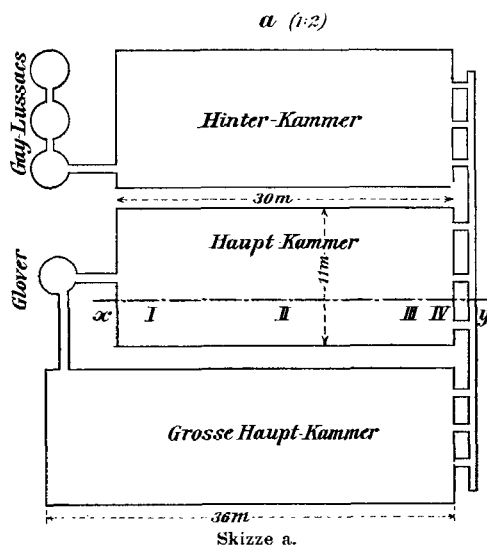 a (1:2)
Gay-Lussacs
Hinter-Kammer
30 m
Haupt Kammer
11 m
Glover
x I II III IV y
Grosse Haupt-Kammer
36 m
Skizze a.